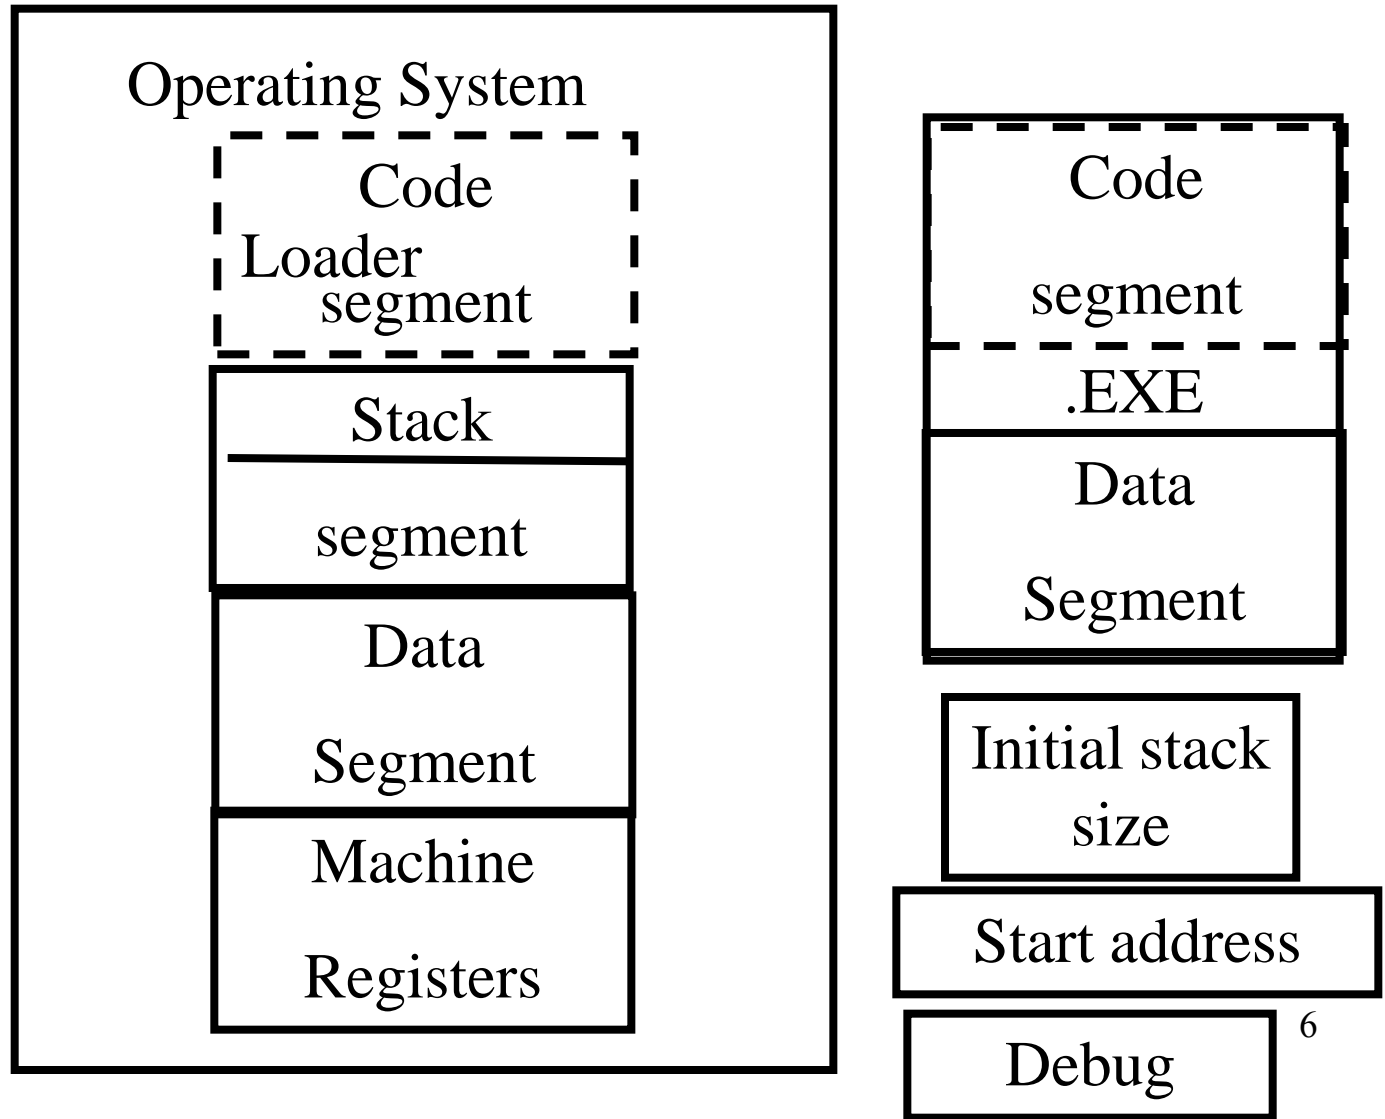 Operating System
Code
Loader
segment
Stack
segment
Data
Segment
Machine
Registers
Code
segment
.EXE
Data
Segment
Initial stack
size
Start address
Debug
6